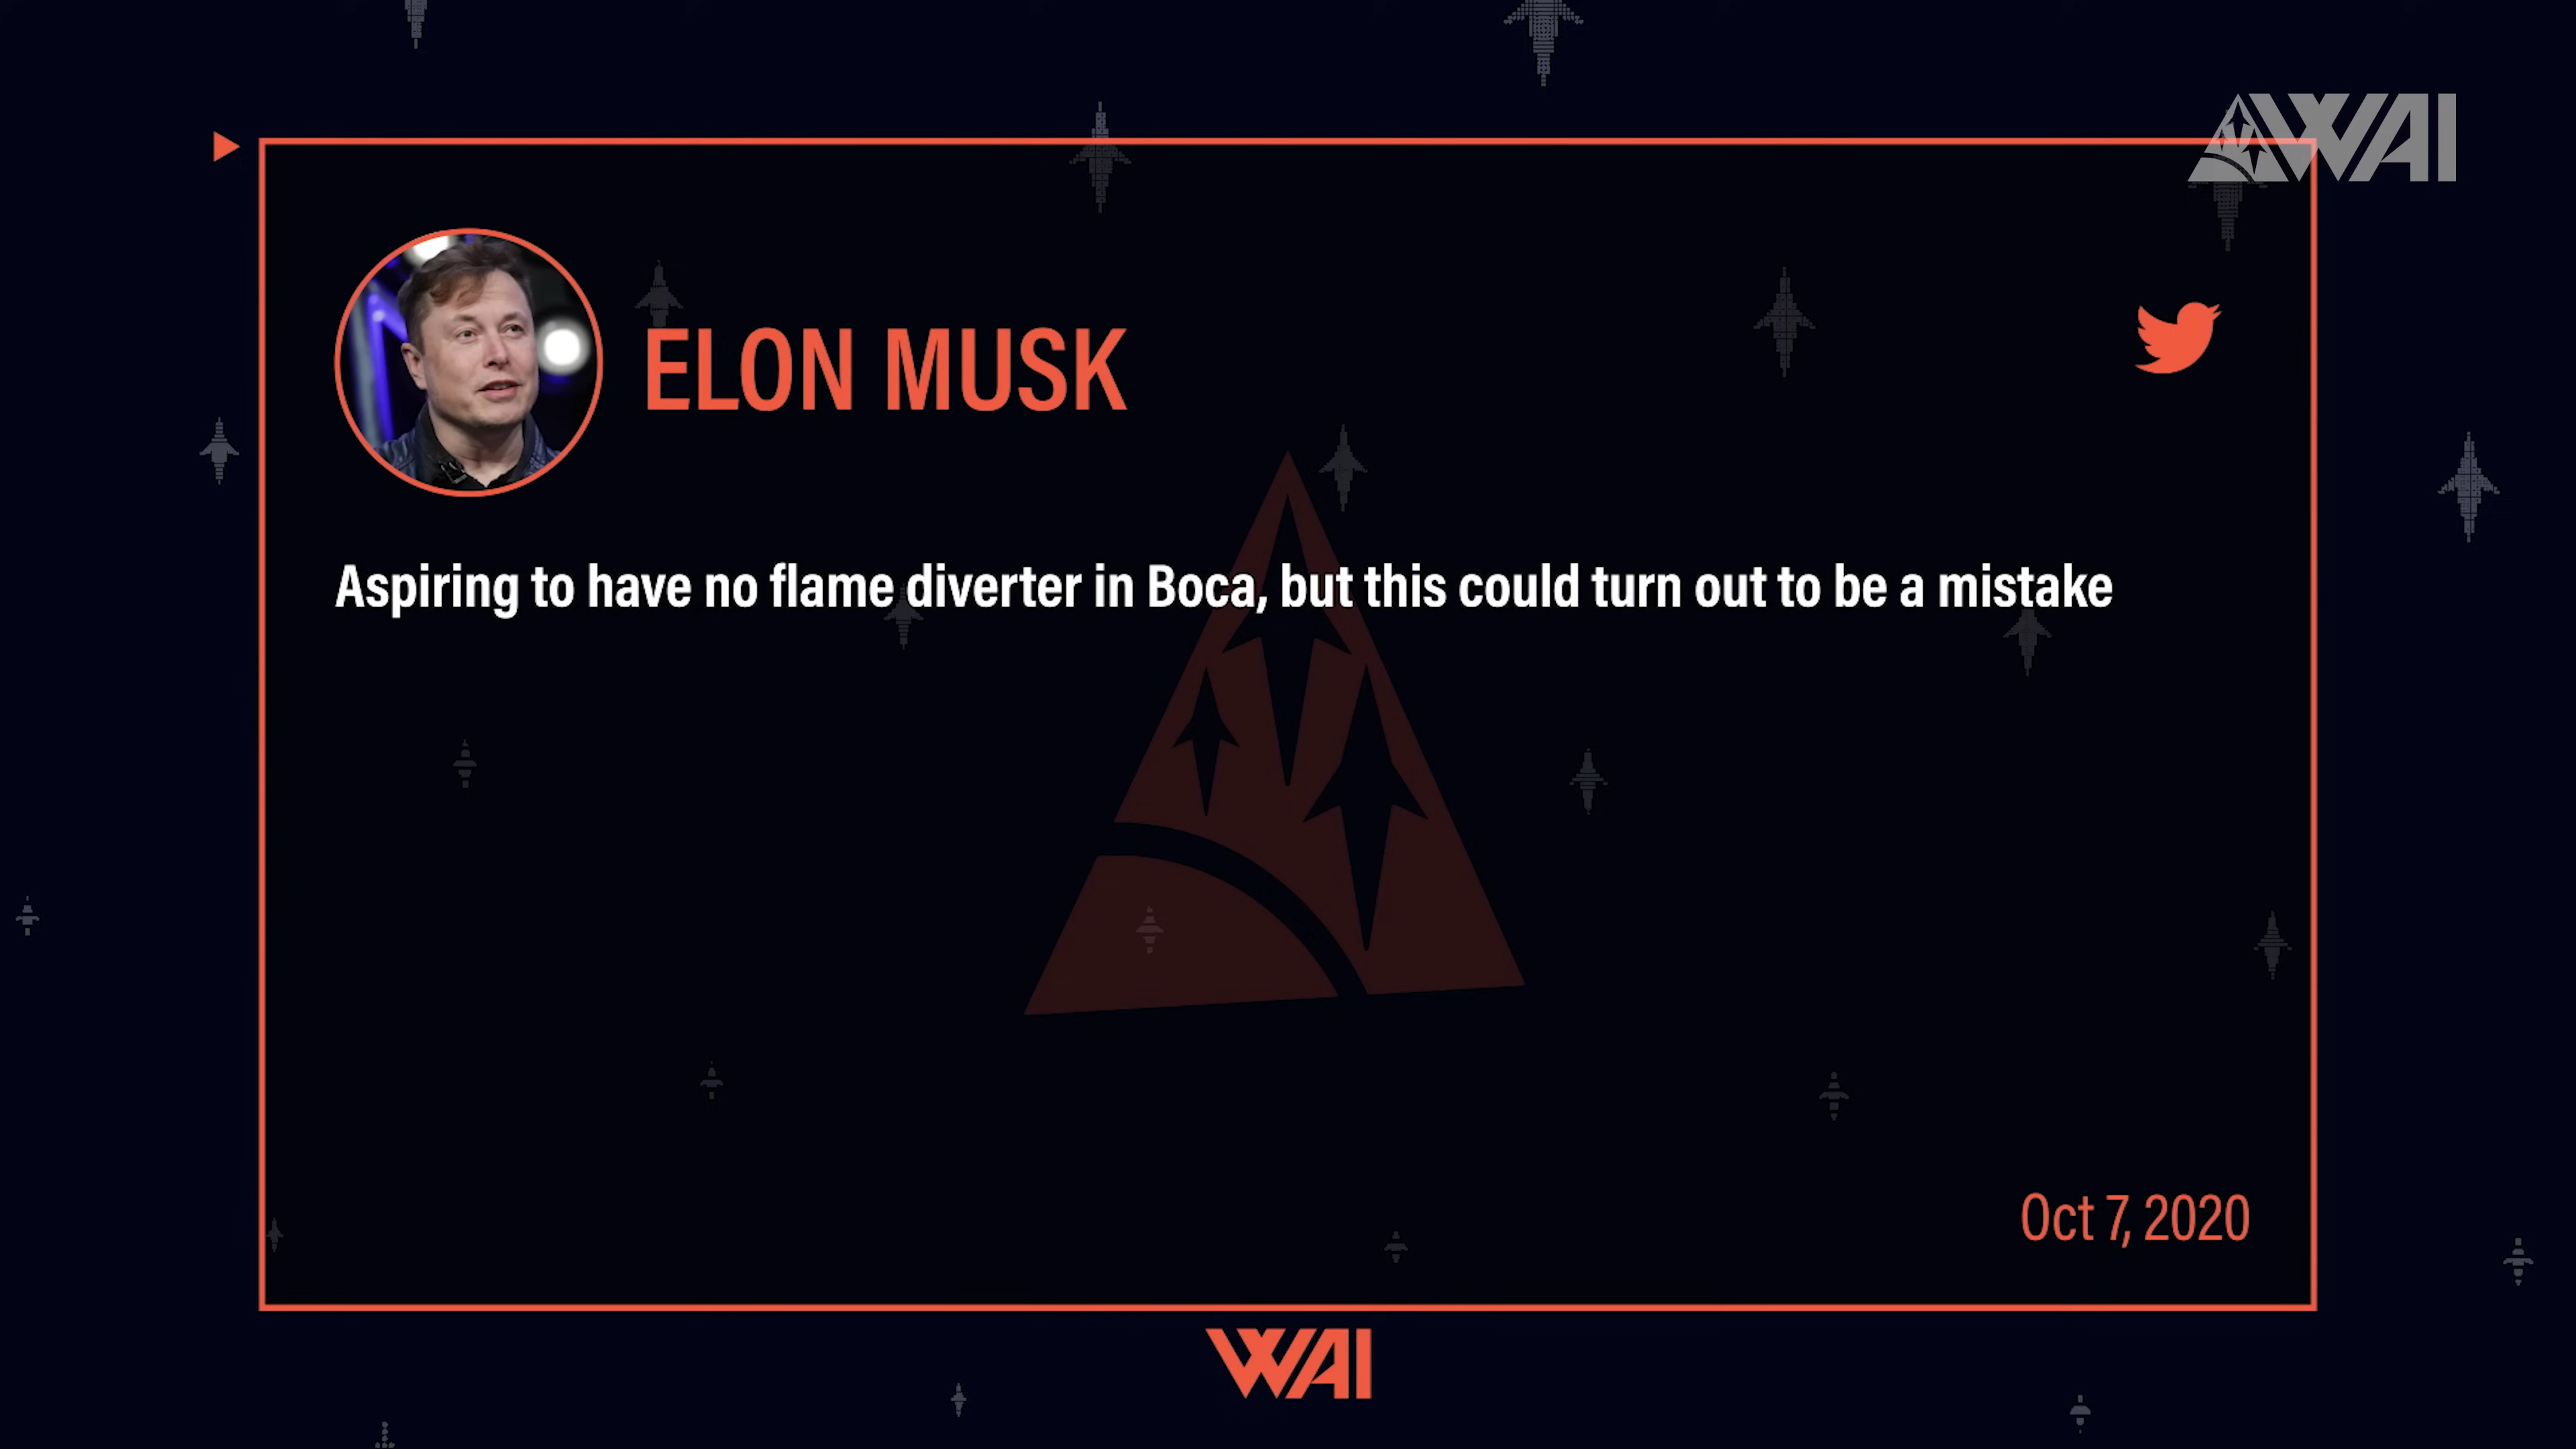 WAI
ELON MUSK
Aspiring to have no flame diverter in Boca, but this could turn out to be a mistake
Oct 7, 2020
WAI